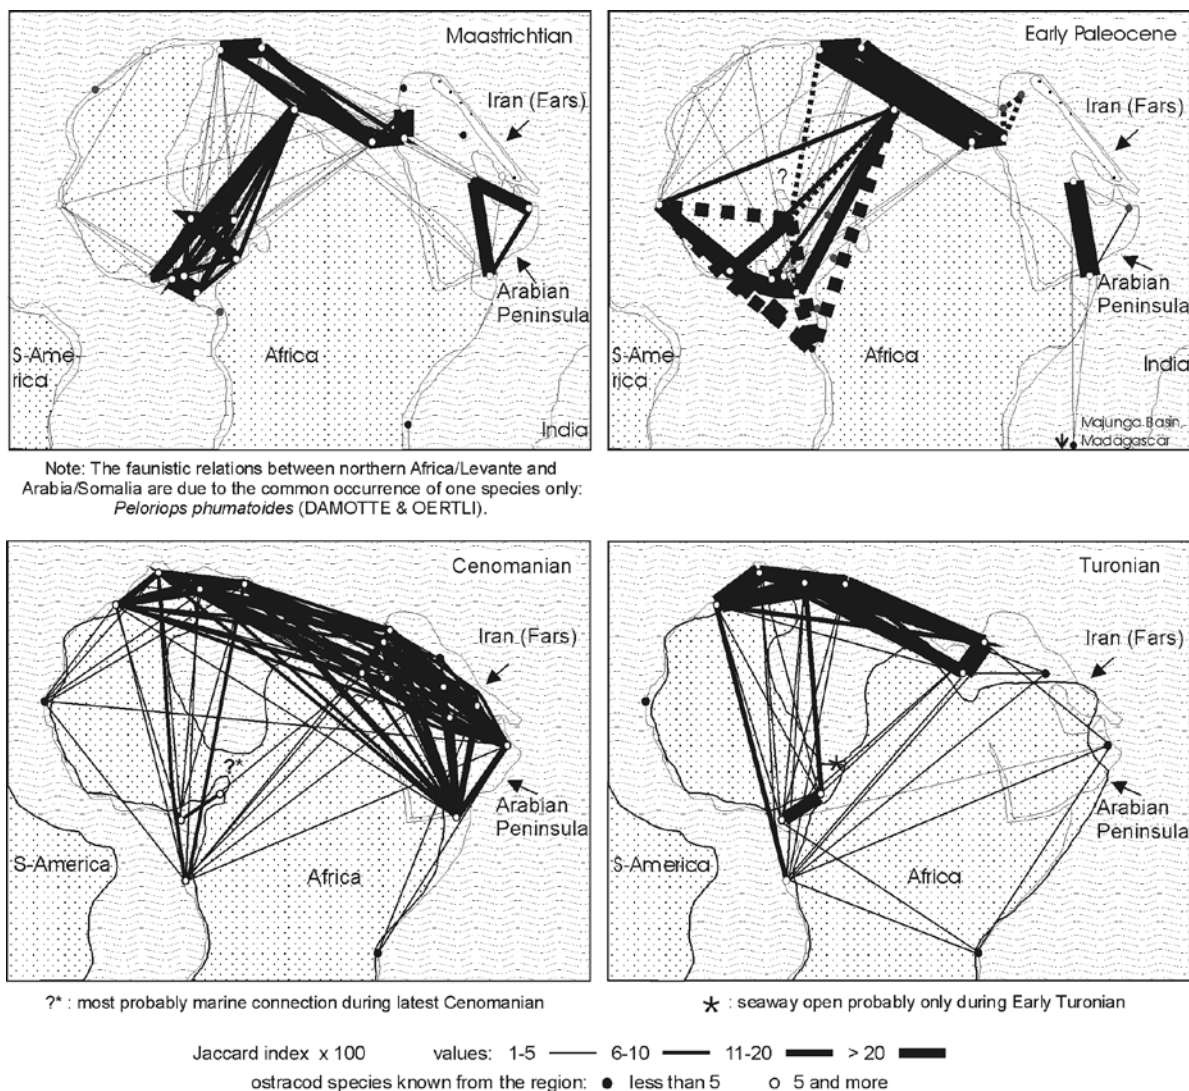 Maastrichtian
Iran (Fars)
Arabian
Peninsula
S-Ame-
rica
Africa
India
Early Paleocene
Iran (Fars)
?
Arabian
Peninsula
S-Ame-
rica
Africa
India
Majunga Basin,
Madagascar
Note: The faunistic relations between northern Africa/Levante and
Arabia/Somalia are due to the common occurrence of one species only:
Peloriops phumatoides (DAMOTTE & OERTLI).
Cenomanian
Iran (Fars)
?*
Arabian
Peninsula
S-America
Africa
Turonian
Iran (Fars)
*
Arabian
Peninsula
S-America
Africa
?* : most probably marine connection during latest Cenomanian
* : seaway open probably only during Early Turonian
Jaccard index x 100 values: 1-5 6-10 11-20 > 20
ostracod species known from the region: ● less than 5 ○ 5 and more